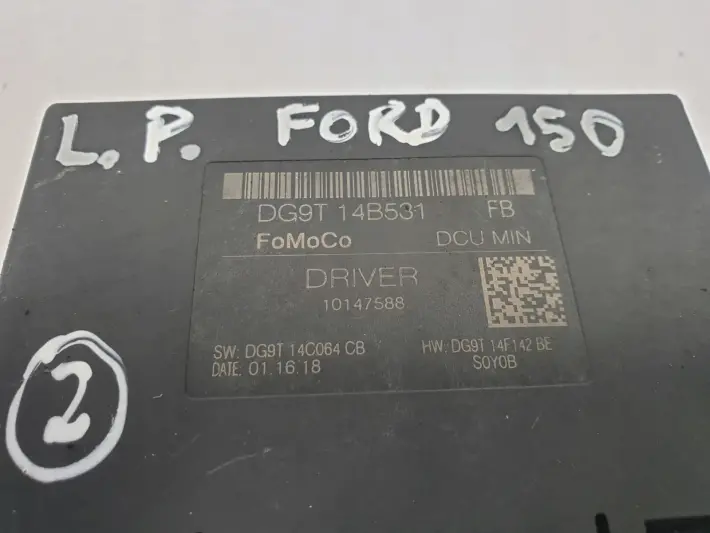 L.P. FORD 150
DG9T 14B531 FB
FoMoCo DCU MIN
DRIVER
10147588
SW: DG9T 14C064 CB HW: DG9T 14F142 BE
DATE: 01.16.18 S0Y0B
2